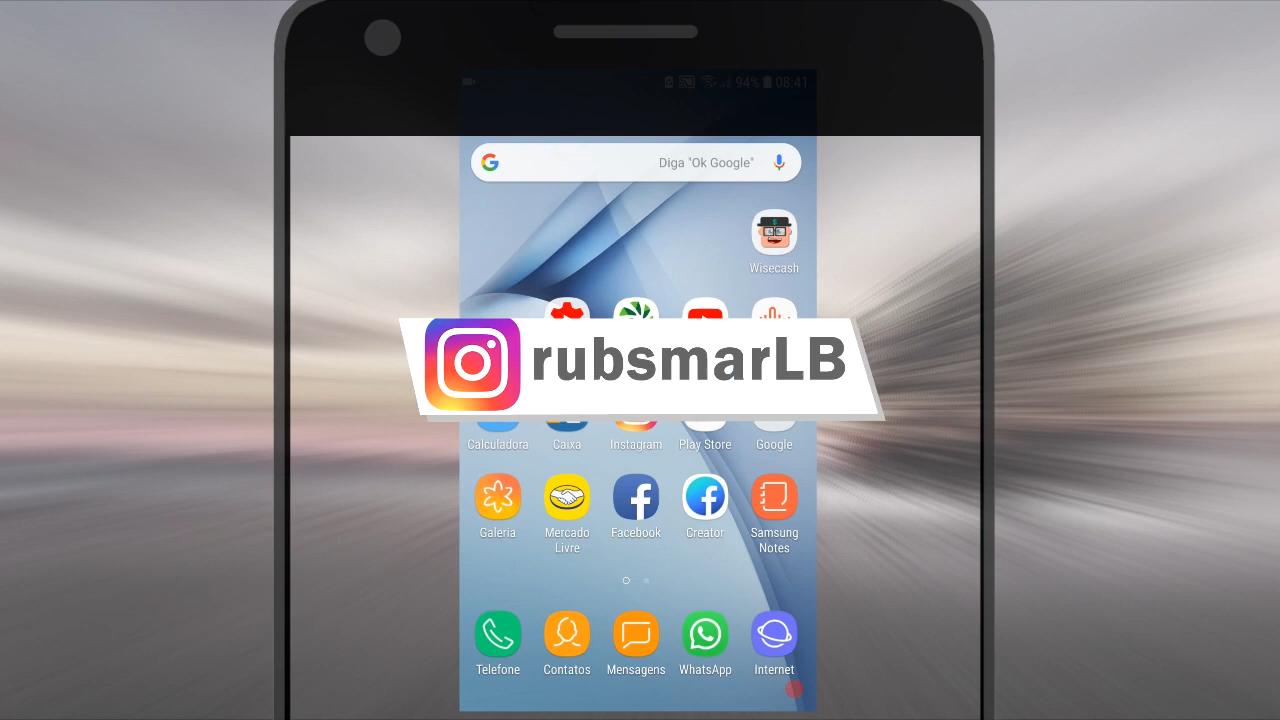 94% 08:41
Diga "Ok Google"
Wisecash
rubsmarLB
Calculadora Caixa Instagram Play Store Google
Galeria Mercado Livre Facebook Creator Samsung Notes
Telefone Contatos Mensagens WhatsApp Internet